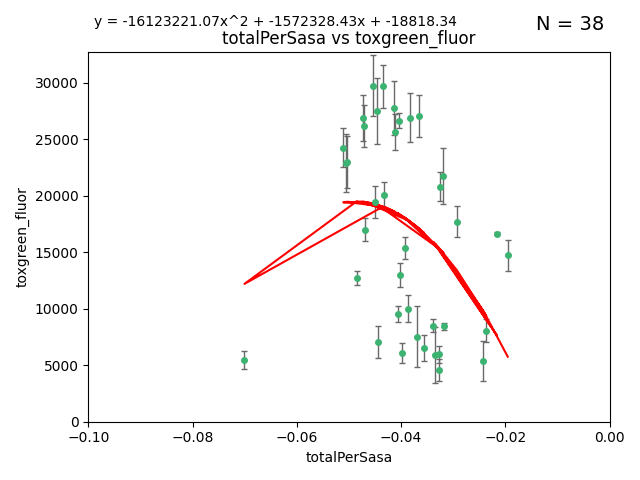 y = -16123221.07x^2 + -1572328.43x + -18818.34
N = 38
totalPerSasa vs toxgreen_fluor
30000
25000
20000
15000
10000
5000
0
toxgreen_fluor
−0.10
−0.08
−0.06
−0.04
−0.02
0.00
totalPerSasa